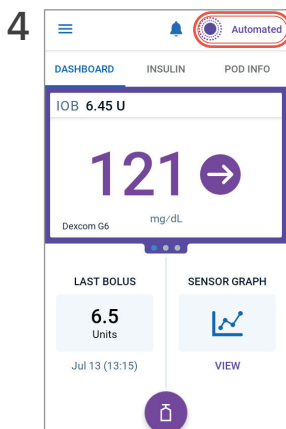 4
Automated
DASHBOARD INSULIN POD INFO
IOB 6.45 U
121
mg/dL
Dexcom G6
LAST BOLUS SENSOR GRAPH
6.5
Units
Jul 13 (13:15) VIEW